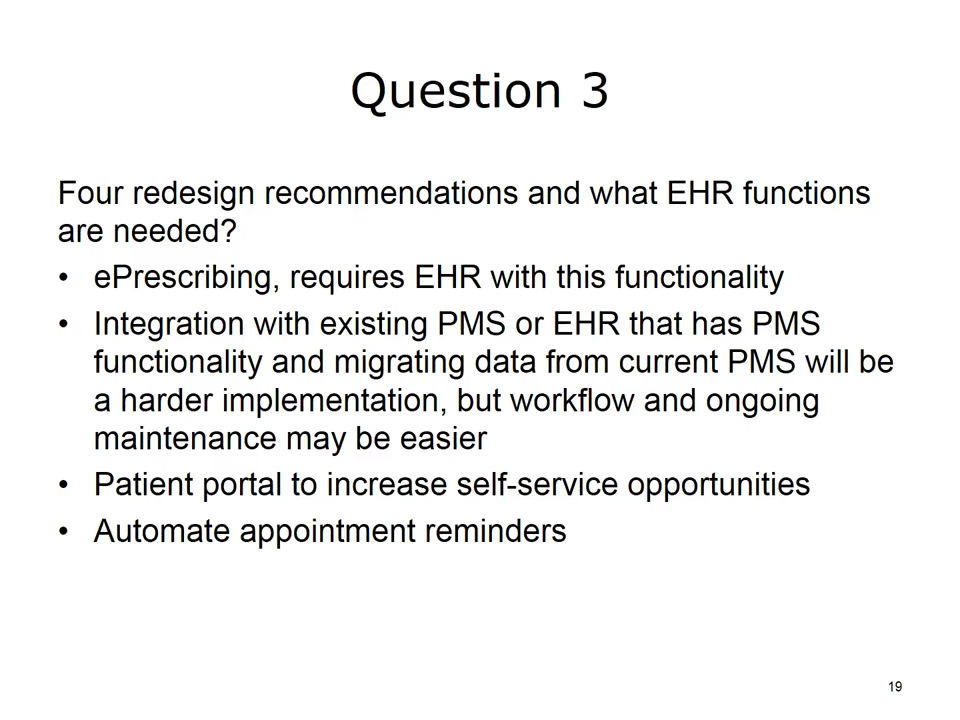 Question 3
Four redesign recommendations and what EHR functions
are needed?
• ePrescribing, requires EHR with this functionality
• Integration with existing PMS or EHR that has PMS
functionality and migrating data from current PMS will be
a harder implementation, but workflow and ongoing
maintenance may be easier
• Patient portal to increase self-service opportunities
• Automate appointment reminders
19